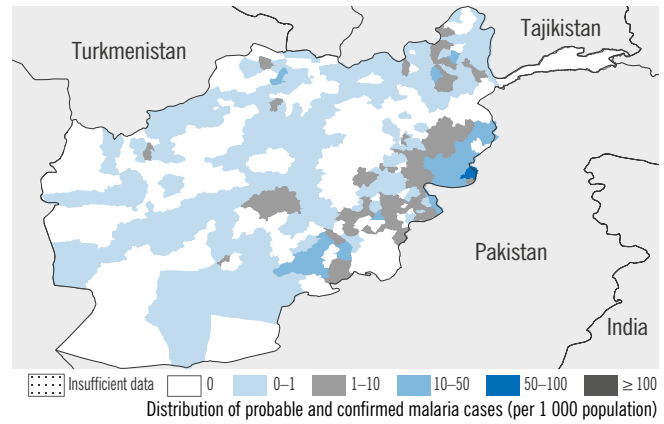 Turkmenistan
Tajikistan
Pakistan
India
Insufficient data 0 0–1 1–10 10–50 50–100 ≥ 100
Distribution of probable and confirmed malaria cases (per 1 000 population)